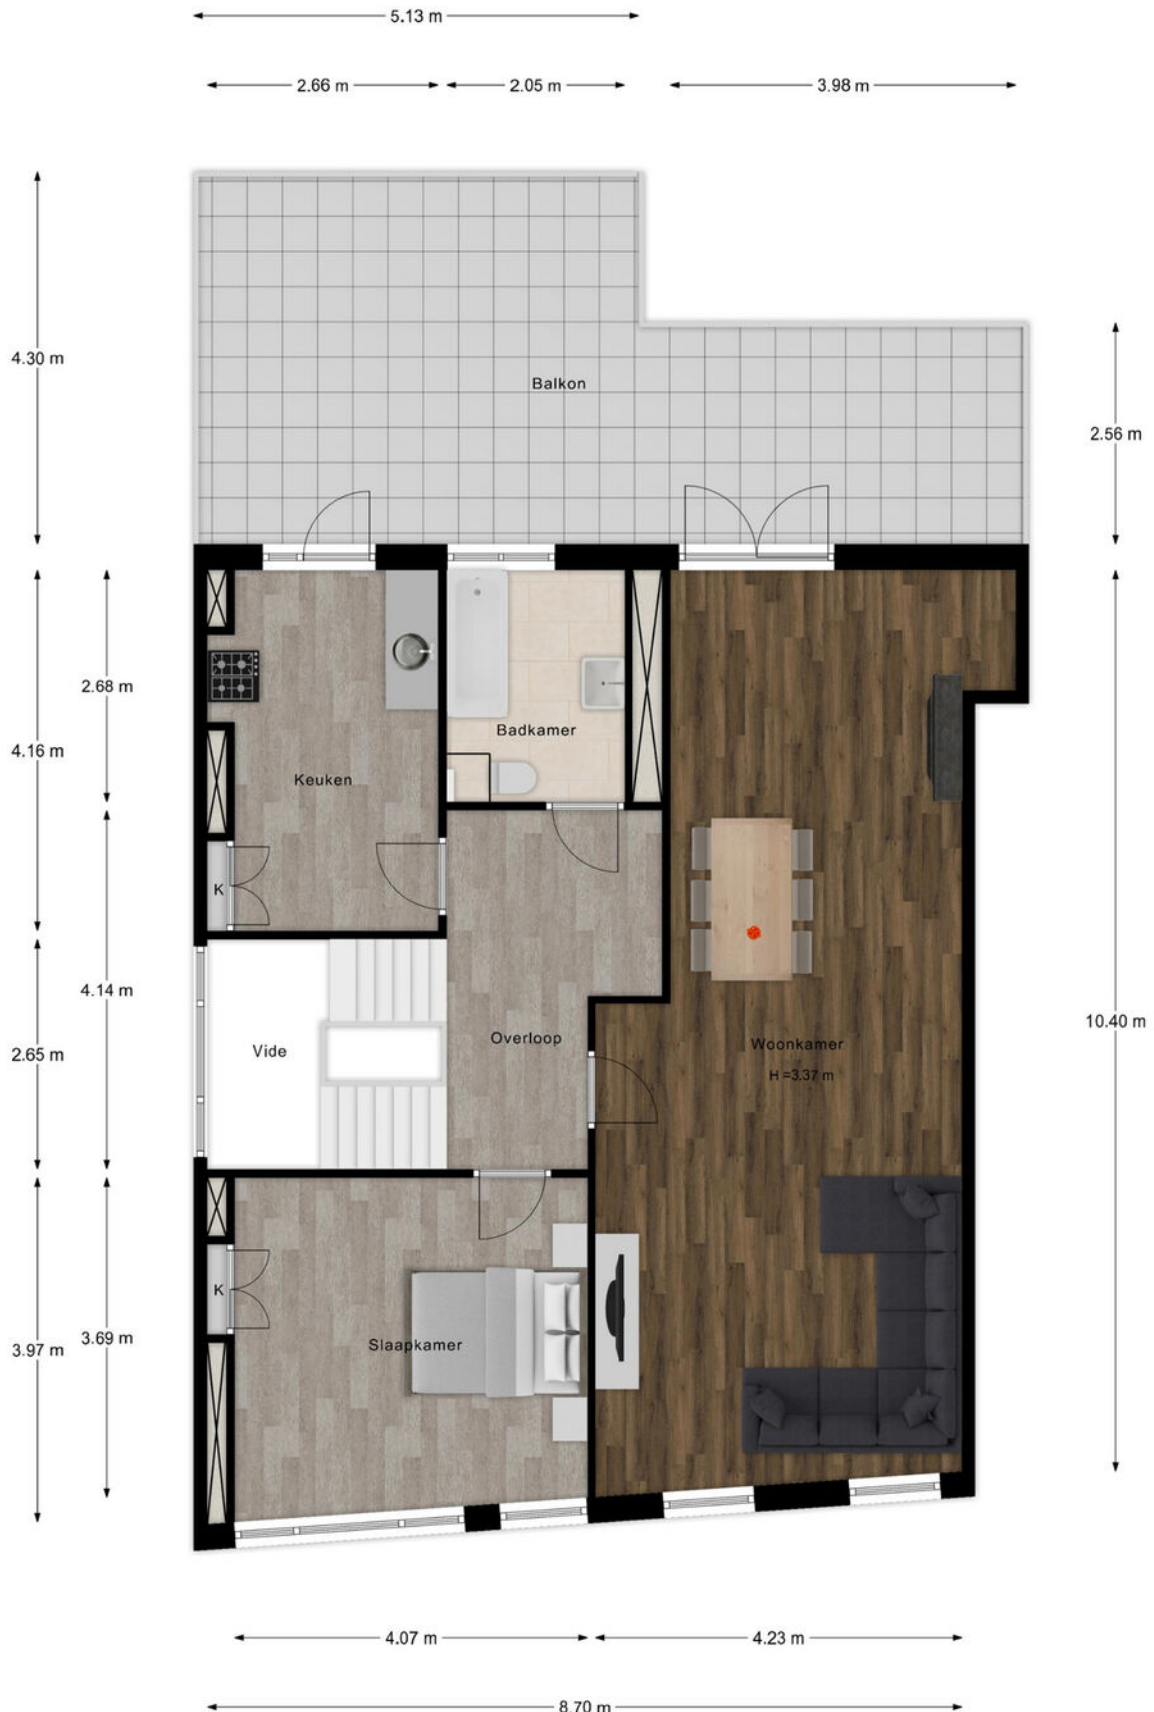 5.13 m
2.66 m
2.05 m
3.98 m
4.30 m
Balkon
2.56 m
2.68 m
Badkamer
4.16 m
Keuken
K
4.14 m
10.40 m
Overloop
Woonkamer
Vide
2.65 m
H =3.37 m
K
3.69 m
Slaapkamer
3.97 m
4.07 m
4.23 m
8.70 m